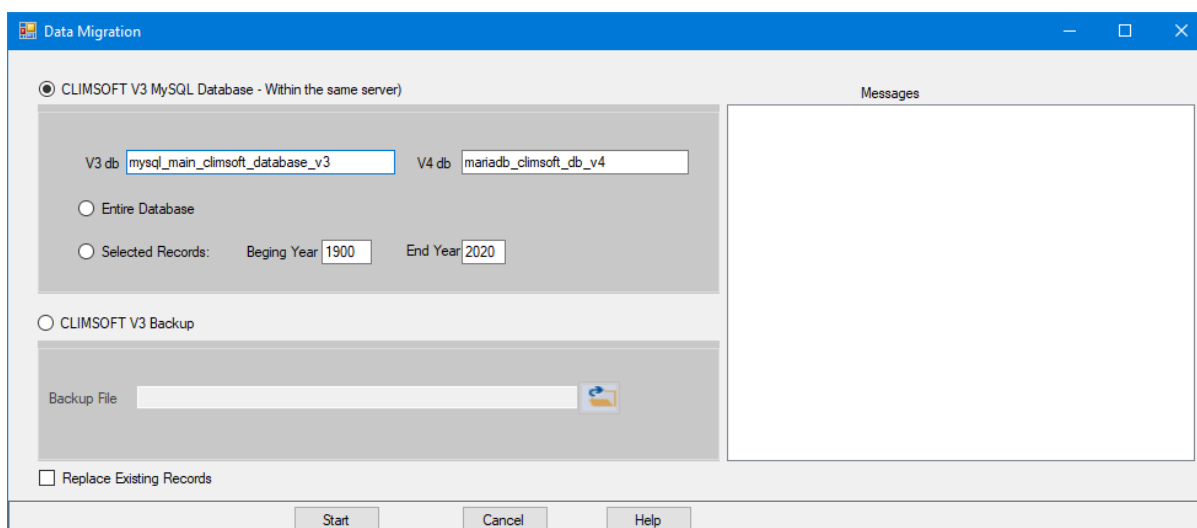 Data Migration
CLIMSOFT V3 MySQL Database - Within the same server)
Messages
V3 db mysql_main_climsoft_database_v3 V4 db mariadb_climsoft_db_v4
Entire Database
Selected Records: Beging Year 1900 End Year 2020
CLIMSOFT V3 Backup
Backup File
Replace Existing Records
Start Cancel Help